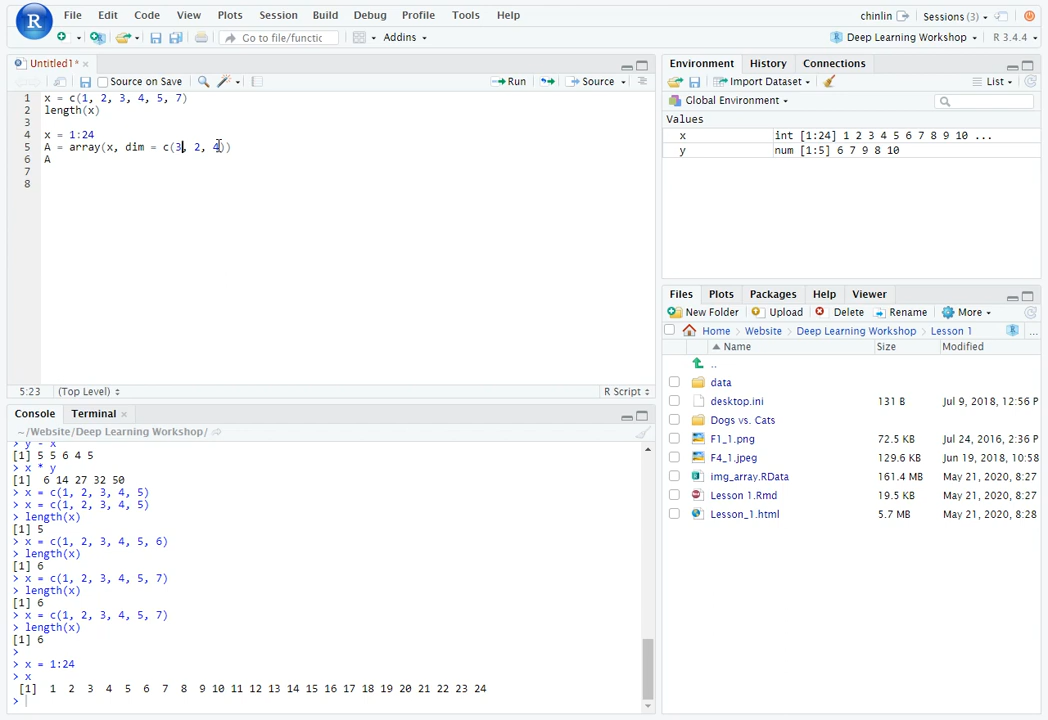 File Edit Code View Plots Session Build Debug Profile Tools Help
chinlin Sessions (3)
Go to file/functic Addins
Deep Learning Workshop R 3.4.4
Untitled1*
Source on Save Run Source
1 x = c(1, 2, 3, 4, 5, 7)
2 length(x)
3
4 x = 1:24
5 A = array(x, dim = c(3, 2, 4))
6 A
7
8
5:23 (Top Level) R Script
Console Terminal
~/Website/Deep Learning Workshop/
> y - x
[1] 5 5 6 4 5
> x * y
[1] 6 14 27 32 50
> x = c(1, 2, 3, 4, 5)
> x = c(1, 2, 3, 4, 5)
> length(x)
[1] 5
> x = c(1, 2, 3, 4, 5, 6)
> length(x)
[1] 6
> x = c(1, 2, 3, 4, 5, 7)
> length(x)
[1] 6
> x = c(1, 2, 3, 4, 5, 7)
> length(x)
[1] 6
>
> x = 1:24
> x
[1] 1 2 3 4 5 6 7 8 9 10 11 12 13 14 15 16 17 18 19 20 21 22 23 24
>
Environment History Connections
Import Dataset List
Global Environment
Values
x int [1:24] 1 2 3 4 5 6 7 8 9 10 ...
y num [1:5] 6 7 9 8 10
Files Plots Packages Help Viewer
New Folder Upload Delete Rename More
Home Website Deep Learning Workshop Lesson 1 ...
Name Size Modified
..
data
desktop.ini 131 B Jul 9, 2018, 12:56 P
Dogs vs. Cats
F1_1.png 72.5 KB Jul 24, 2016, 2:36 P
F4_1.jpeg 129.6 KB Jun 19, 2018, 10:58
img_array.RData 161.4 MB May 21, 2020, 8:27
Lesson 1.Rmd 19.5 KB May 21, 2020, 8:27
Lesson_1.html 5.7 MB May 21, 2020, 8:28